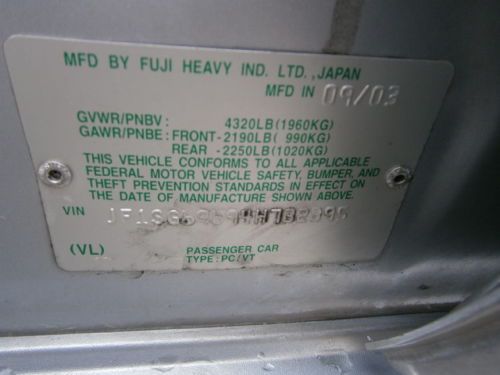 MFD BY FUJI HEAVY IND. LTD., JAPAN
MFD IN 09/03
GVWR/PNBV: 4320LB(1960KG)
GAWR/PNBE: FRONT-2190LB( 990KG)
REAR -2250LB(1020KG)
THIS VEHICLE CONFORMS TO ALL APPLICABLE
FEDERAL MOTOR VEHICLE SAFETY, BUMPER, AND
THEFT PREVENTION STANDARDS IN EFFECT ON
THE DATE OF MANUFACTURE SHOWN ABOVE.
VIN
(VL) PASSENGER CAR
TYPE: PC/VT